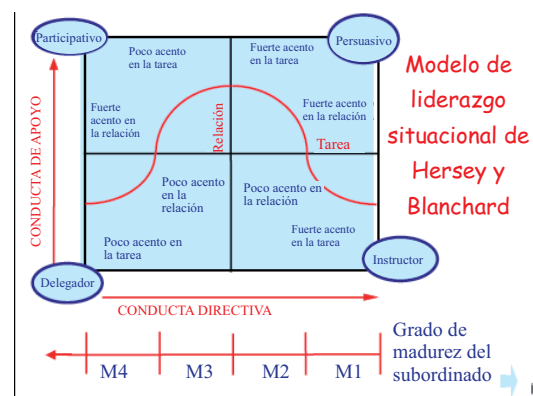 Participativo
Persuasivo
Poco acento
en la tarea
Fuerte acento
en la tarea
Fuerte
acento en
la relación
Fuerte acento
en la relación
Relación
Tarea
Poco acento
en la
relación
Poco acento en
la relación
Poco acento en
la tarea
Fuerte acento
en la tarea
Delegador
Instructor
CONDUCTA DE APOYO
CONDUCTA DIRECTIVA
Modelo de
liderazgo
situacional de
Hersey y
Blanchard
M4
M3
M2
M1
Grado de
madurez del
subordinado